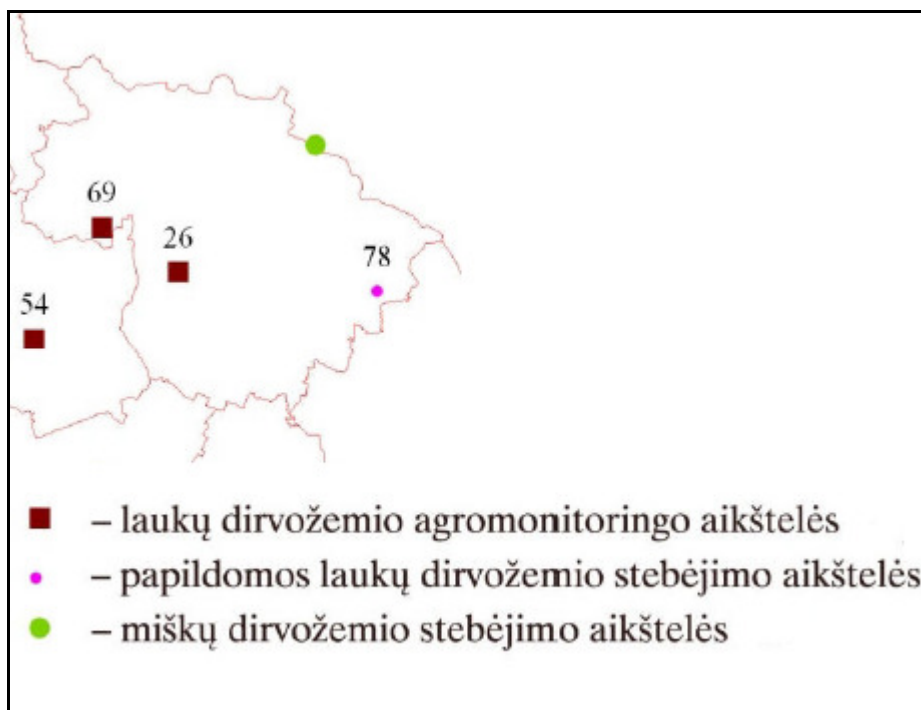 69
26
78
54
– laukų dirvožemio agromonitoringo aikštelės
– papildomos laukų dirvožemio stebėjimo aikštelės
– miškų dirvožemio stebėjimo aikštelės